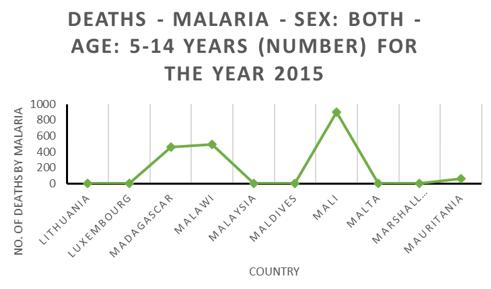 DEATHS - MALARIA - SEX: BOTH -
AGE: 5-14 YEARS (NUMBER) FOR
THE YEAR 2015
NO. OF DEATHS BY MALARIA
1000
800
600
400
200
0
LITHUANIA
LUXEMBOURG
MADAGASCAR
MALAWI
MALAYSIA
MALDIVES
MALI
MALTA
MARSHALL...
MAURITANIA
COUNTRY